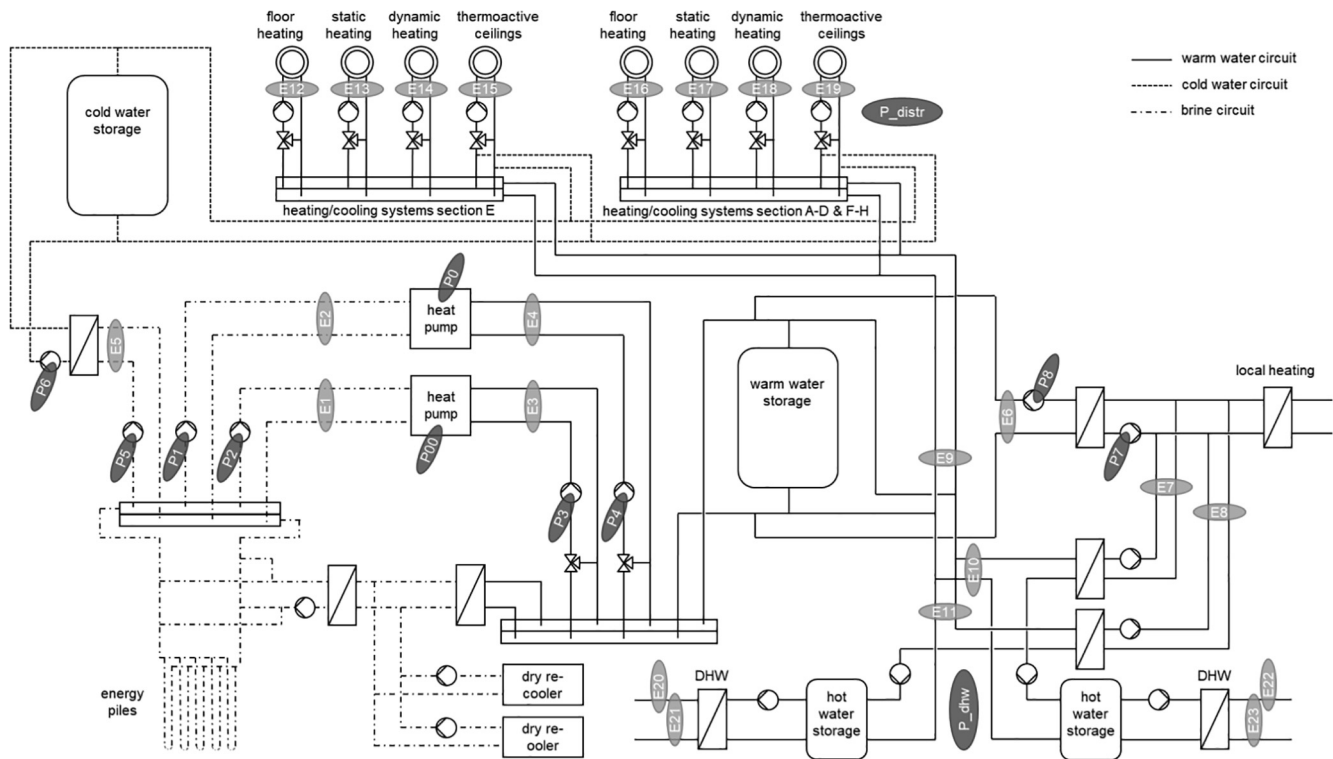 floor heating
static heating
dynamic heating
thermoactive ceilings
floor heating
static heating
dynamic heating
thermoactive ceilings
warm water circuit
cold water circuit
brine circuit
E12
E13
E14
E15
E16
E17
E18
E19
P_distr
cold water
storage
heating/cooling systems section E
heating/cooling systems section A-D & F-H
P0
E2
heat
pump
E4
E5
P6
E1
heat
pump
E3
P00
P5
P1
P2
P3
P4
warm water
storage
local heating
P8
E6
P7
E9
E7
E8
E10
E11
energy
piles
dry re-
cooler
dry re-
ooler
E20
E21
DHW
hot
water
storage
P_dhw
hot
water
storage
DHW
E22
E23